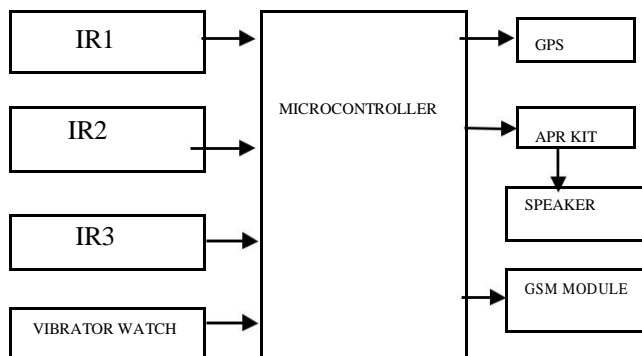 IR1
IR2
IR3
VIBRATOR WATCH
MICROCONTROLLER
GPS
APR KIT
SPEAKER
GSM MODULE